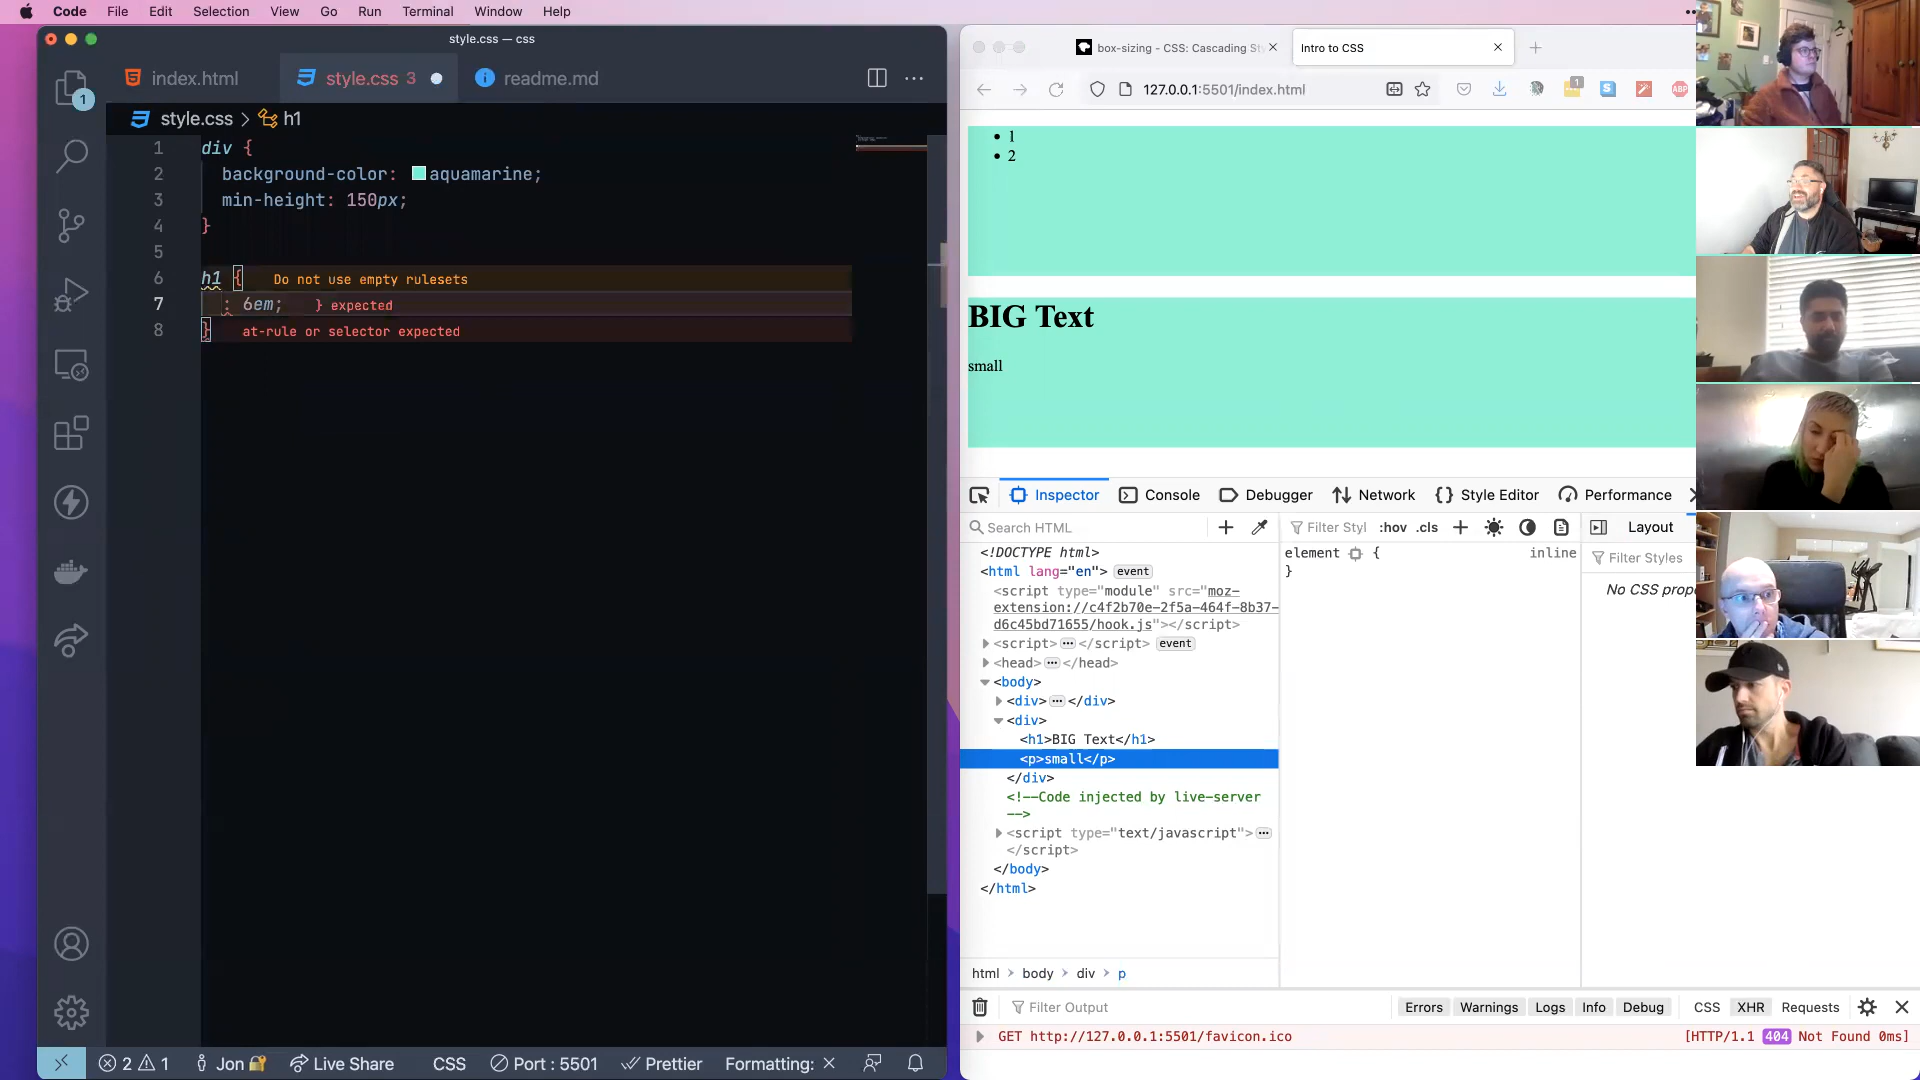 Code File Edit Selection View Go Run Terminal Window Help
style.css — css
index.html
style.css 3
readme.md
1
style.css > h1
1 div {
2 background-color: aquamarine;
3 min-height: 150px;
4 }
5
6 h1 { Do not use empty rulesets
7 : 6em; } expected
8 } at-rule or selector expected
2 1 Jon Live Share CSS Port : 5501 Prettier Formatting: ×
box-sizing - CSS: Cascading St
Intro to CSS
127.0.0.1:5501/index.html
1
S
ABP
1
2
BIG Text
small
Inspector Console Debugger Network Style Editor Performance
Search HTML
Filter Styl :hov .cls
Layout
<!DOCTYPE html>
<html lang="en"> event
<script type="module" src="moz-
extension://c4f2b70e-2f5a-464f-8b37-
d6c45bd71655/hook.js"></script>
<script> ••• </script> event
<head> ••• </head>
<body>
<div> ••• </div>
<div>
<h1>BIG Text</h1>
<p>small</p>
</div>
<!--Code injected by live-server
-->
<script type="text/javascript"> •••
</script>
</body>
</html>
element { inline
}
Filter Styles
No CSS prope
html > body > div > p
Filter Output
Errors Warnings Logs Info Debug CSS XHR Requests
GET http://127.0.0.1:5501/favicon.ico
[HTTP/1.1 404 Not Found 0ms]